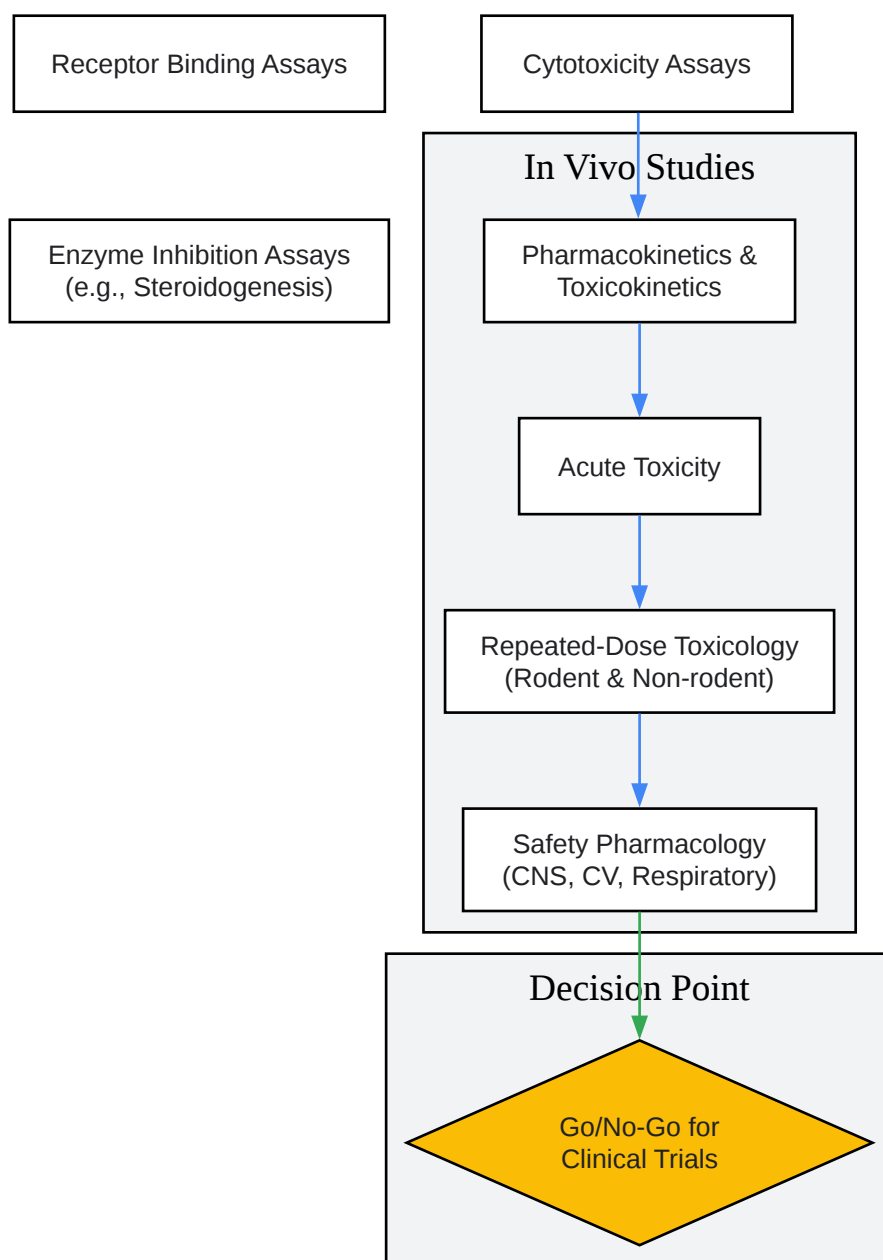 Receptor Binding Assays
Cytotoxicity Assays
In Vivo Studies
Enzyme Inhibition Assays
(e.g., Steroidogenesis)
Pharmacokinetics &
Toxicokinetics
Acute Toxicity
Repeated-Dose Toxicology
(Rodent & Non-rodent)
Safety Pharmacology
(CNS, CV, Respiratory)
Decision Point
Go/No-Go for
Clinical Trials